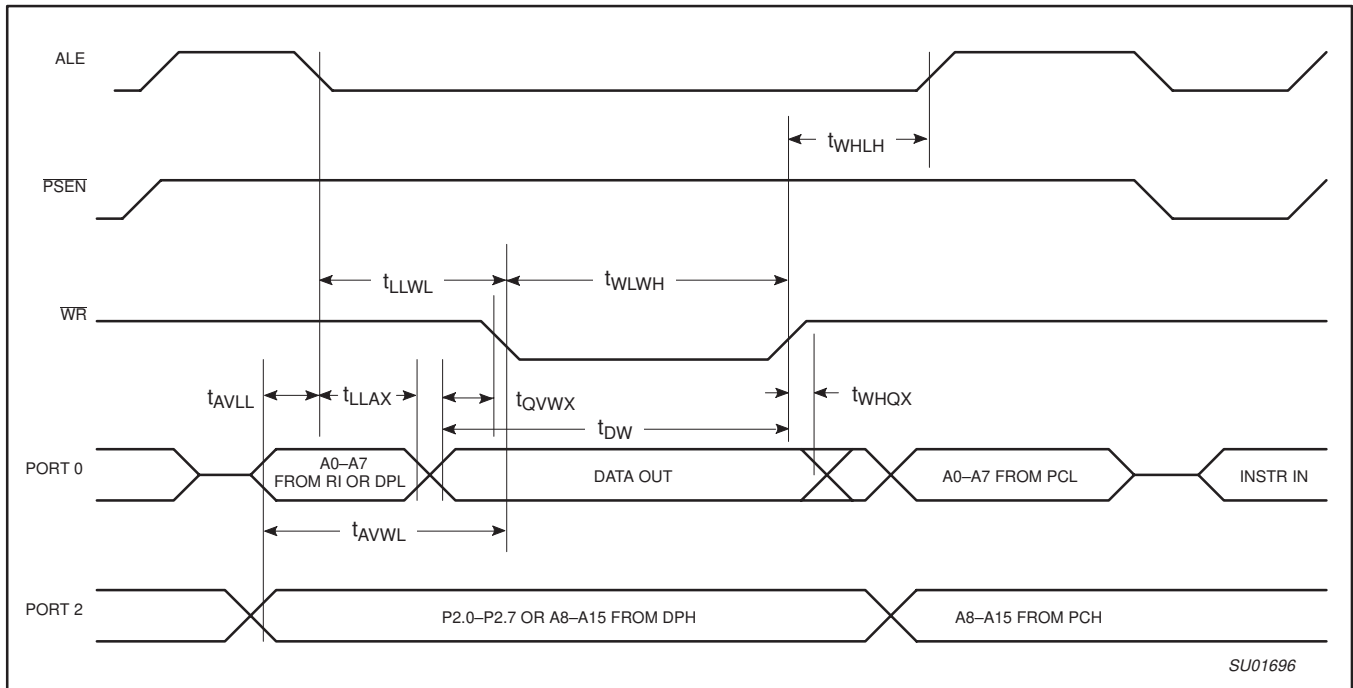 ALE
tWHLH
PSEN
tLLWL
tWLWH
WR
tAVLL
tLLAX
tQVWX
tWHQX
tDW
PORT 0
A0–A7
FROM RI OR DPL
DATA OUT
A0–A7 FROM PCL
INSTR IN
tAVWL
PORT 2
P2.0–P2.7 OR A8–A15 FROM DPH
A8–A15 FROM PCH
SU01696